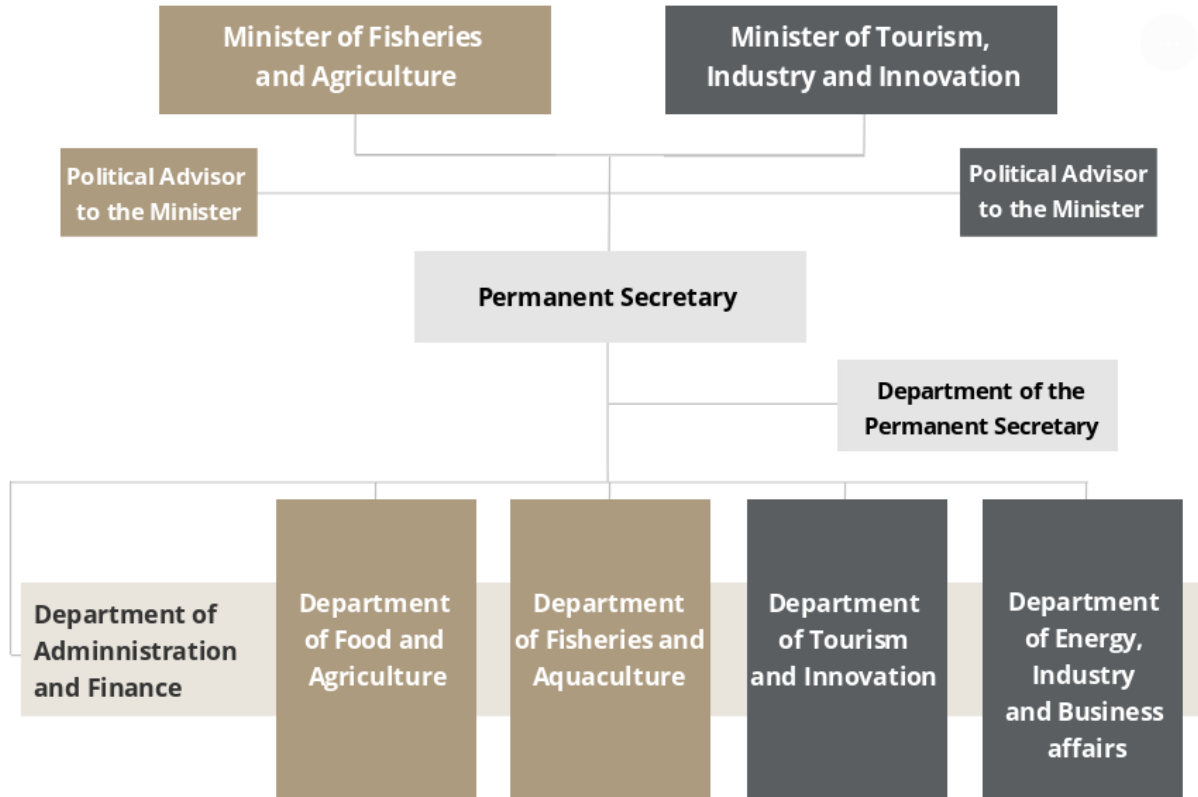 Minister of Fisheries
and Agriculture
Minister of Tourism,
Industry and Innovation
Political Advisor
to the Minister
Political Advisor
to the Minister
Permanent Secretary
Department of the
Permanent Secretary
Department of
Adminnistration
and Finance
Department
of Food and
Agriculture
Department
of Fisheries and
Aquaculture
Department
of Tourism
and Innovation
Department
of Energy,
Industry
and Business
affairs